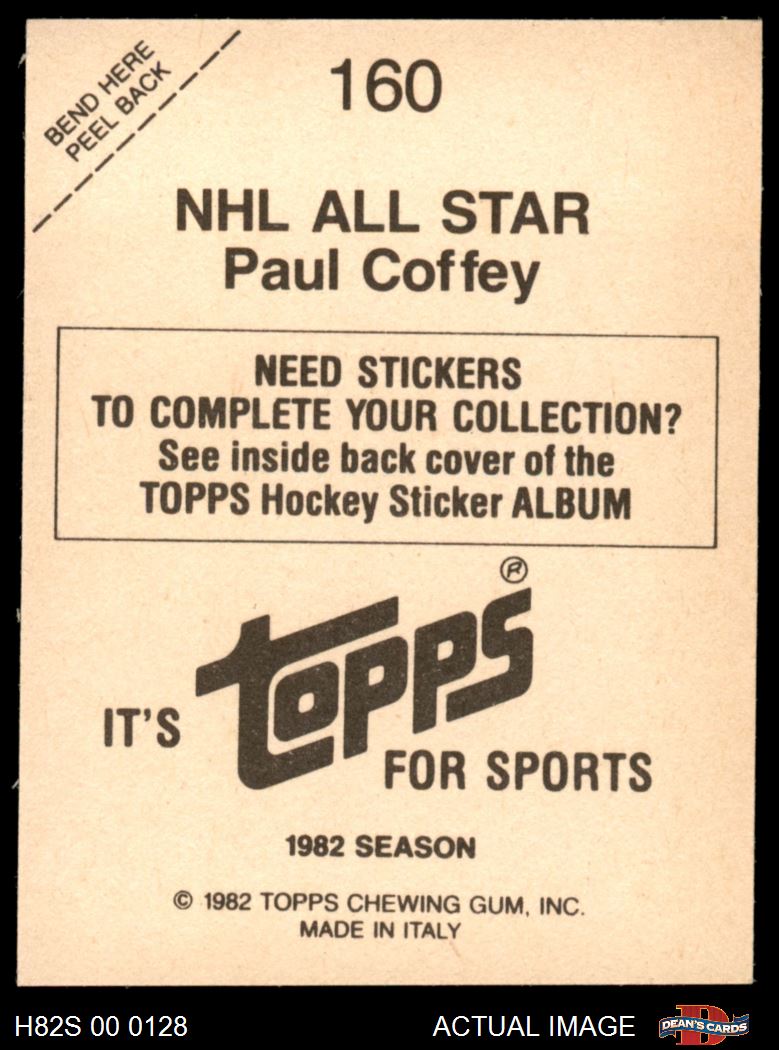 BEND HERE
PEEL BACK
160
NHL ALL STAR
Paul Coffey
NEED STICKERS
TO COMPLETE YOUR COLLECTION?
See inside back cover of the
TOPPS Hockey Sticker ALBUM
IT'S topps ®
FOR SPORTS
1982 SEASON
© 1982 TOPPS CHEWING GUM, INC.
MADE IN ITALY
H82S 00 0128
ACTUAL IMAGE
D
DEAN'S CARDS